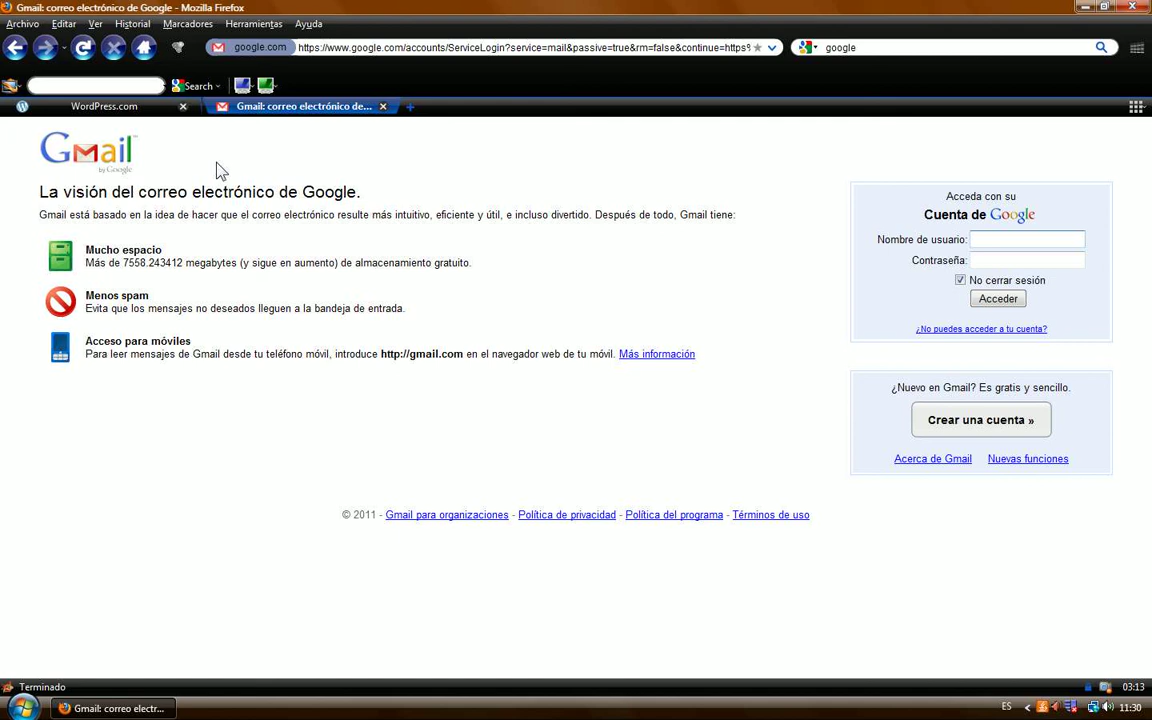 Gmail: correo electrónico de Google - Mozilla Firefox
Archivo Editar Ver Historial Marcadores Herramientas Ayuda
google.com https://www.google.com/accounts/ServiceLogin?service=mail&passive=true&rm=false&continue=https% google
Search
WordPress.com Gmail: correo electrónico de...
Gmail
by Google
La visión del correo electrónico de Google.
Gmail está basado en la idea de hacer que el correo electrónico resulte más intuitivo, eficiente y útil, e incluso divertido. Después de todo, Gmail tiene:
Mucho espacio
Más de 7558.243412 megabytes (y sigue en aumento) de almacenamiento gratuito.
Menos spam
Evita que los mensajes no deseados lleguen a la bandeja de entrada.
Acceso para móviles
Para leer mensajes de Gmail desde tu teléfono móvil, introduce http://gmail.com en el navegador web de tu móvil. Más información
Acceda con su
Cuenta de Google
Nombre de usuario:
Contraseña:
No cerrar sesión
Acceder
¿No puedes acceder a tu cuenta?
¿Nuevo en Gmail? Es gratis y sencillo.
Crear una cuenta »
Acerca de Gmail Nuevas funciones
© 2011 - Gmail para organizaciones - Política de privacidad - Política del programa - Términos de uso
Terminado 03:13
Gmail: correo electr... ES 11:30